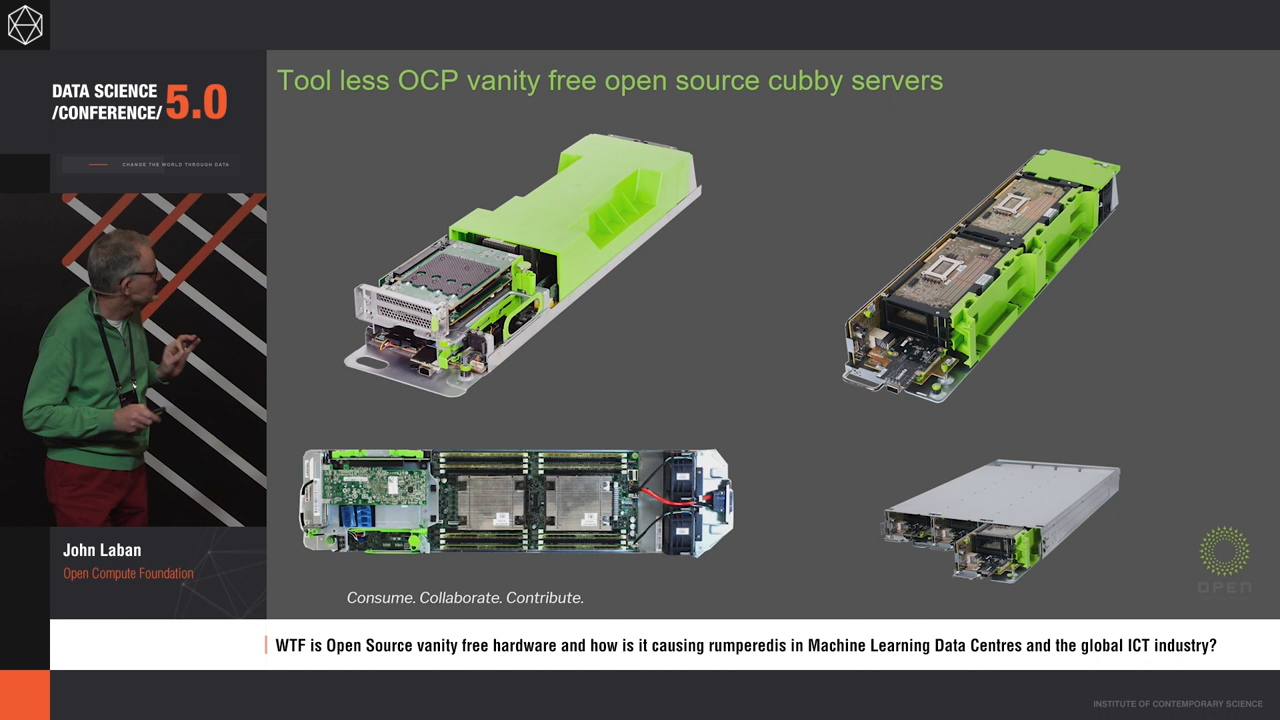 DATA SCIENCE
/CONFERENCE/ 5.0
CHANGE THE WORLD THROUGH DATA
Tool less OCP vanity free open source cubby servers
John Laban
Open Compute Foundation
OPEN
Consume. Collaborate. Contribute.
WTF is Open Source vanity free hardware and how is it causing rumperedis in Machine Learning Data Centres and the global ICT industry?
INSTITUTE OF CONTEMPORARY SCIENCE